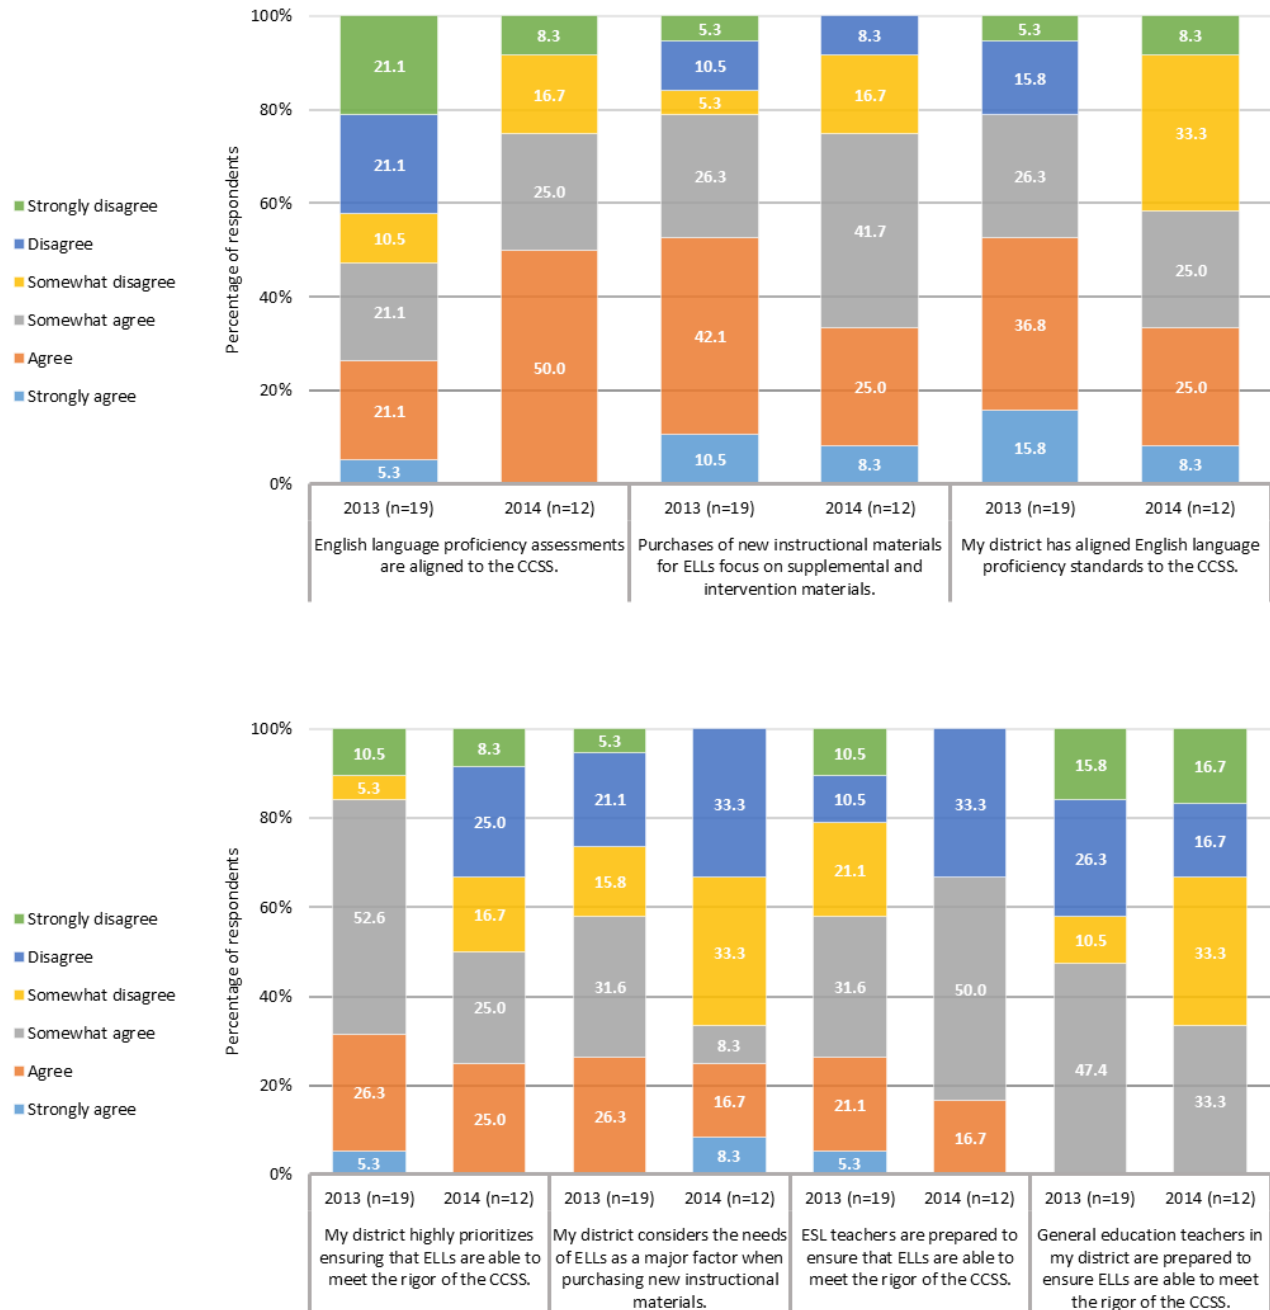 100%
80%
60%
40%
20%
0%
Percentage of respondents
Strongly disagree
Disagree
Somewhat disagree
Somewhat agree
Agree
Strongly agree
21.1
21.1
10.5
21.1
21.1
5.3
8.3
16.7
25.0
50.0
5.3
10.5
5.3
26.3
42.1
10.5
8.3
16.7
41.7
25.0
8.3
5.3
15.8
26.3
36.8
15.8
8.3
33.3
25.0
25.0
8.3
2013 (n=19)
2014 (n=12)
2013 (n=19)
2014 (n=12)
2013 (n=19)
2014 (n=12)
English language proficiency assessments
are aligned to the CCSS.
Purchases of new instructional materials
for ELLs focus on supplemental and
intervention materials.
My district has aligned English language
proficiency standards to the CCSS.
100%
80%
60%
40%
20%
0%
Percentage of respondents
Strongly disagree
Disagree
Somewhat disagree
Somewhat agree
Agree
Strongly agree
10.5
5.3
52.6
26.3
5.3
8.3
25.0
16.7
25.0
25.0
5.3
21.1
15.8
31.6
26.3
33.3
33.3
8.3
16.7
8.3
10.5
10.5
21.1
31.6
21.1
5.3
33.3
50.0
16.7
15.8
26.3
10.5
47.4
16.7
16.7
33.3
33.3
2013 (n=19)
2014 (n=12)
2013 (n=19)
2014 (n=12)
2013 (n=19)
2014 (n=12)
2013 (n=19)
2014 (n=12)
My district highly prioritizes
ensuring that ELLs are able to
meet the rigor of the CCSS.
My district considers the needs
of ELLs as a major factor when
purchasing new instructional
materials.
ESL teachers are prepared to
ensure that ELLs are able to
meet the rigor of the CCSS.
General education teachers in
my district are prepared to
ensure ELLs are able to meet
the rigor of the CCSS.